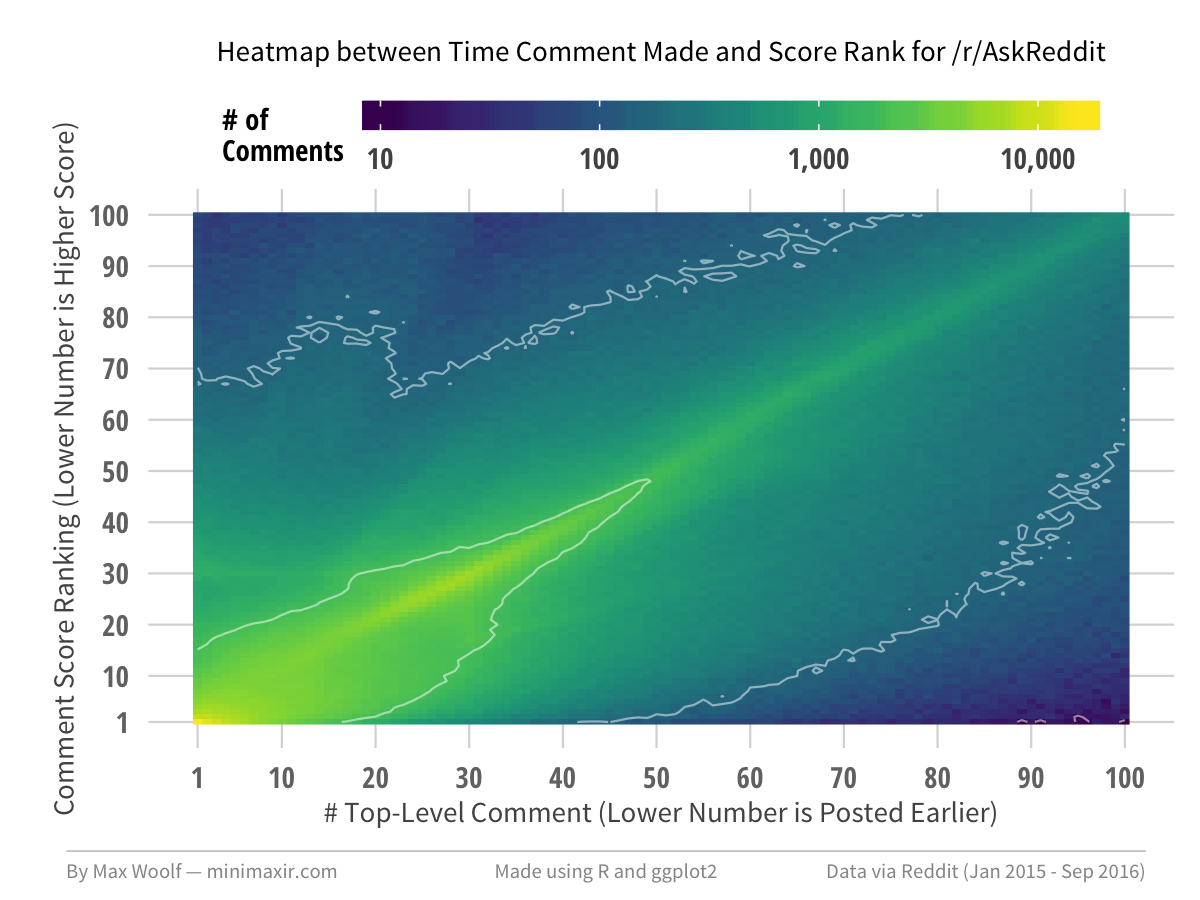 Heatmap between Time Comment Made and Score Rank for /r/AskReddit
# of
Comments
10 100 1,000 10,000
Comment Score Ranking (Lower Number is Higher Score)
100
90
80
70
60
50
40
30
20
10
1
1 10 20 30 40 50 60 70 80 90 100
# Top-Level Comment (Lower Number is Posted Earlier)
By Max Woolf — minimaxir.com Made using R and ggplot2 Data via Reddit (Jan 2015 - Sep 2016)